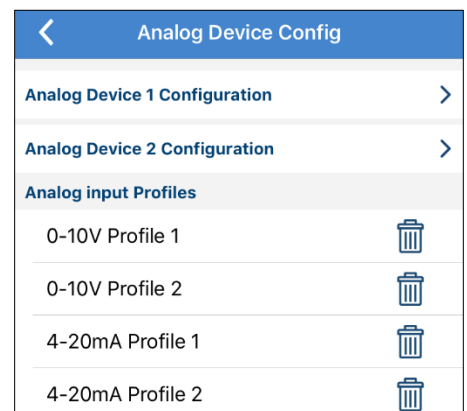 Analog Device Config
Analog Device 1 Configuration
Analog Device 2 Configuration
Analog input Profiles
0-10V Profile 1
0-10V Profile 2
4-20mA Profile 1
4-20mA Profile 2